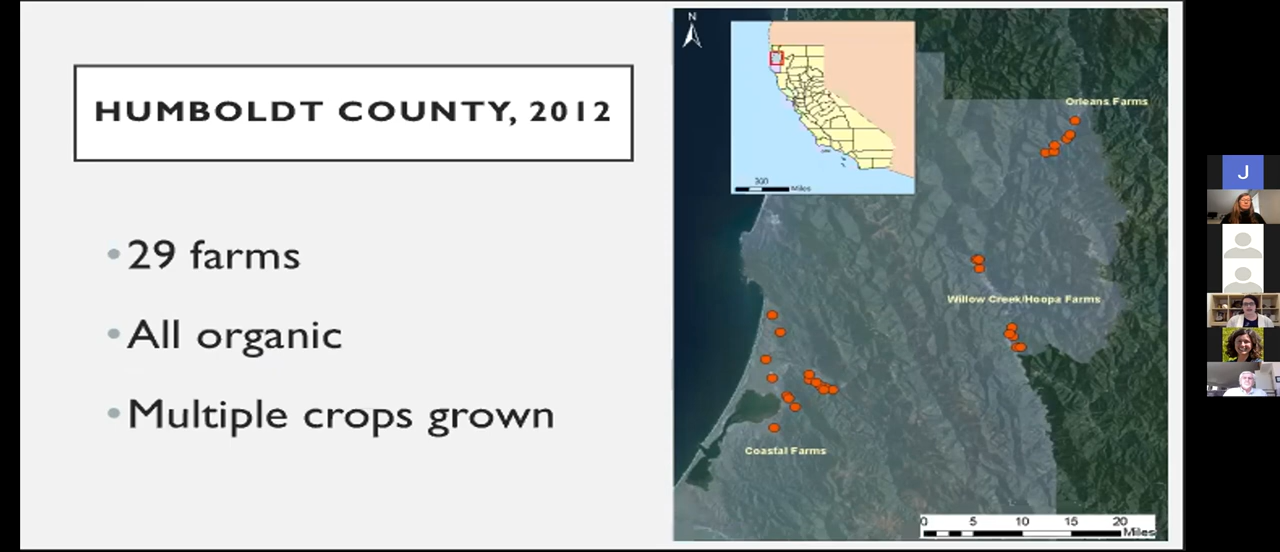 HUMBOLDT COUNTY, 2012
•29 farms
•All organic
•Multiple crops grown
N
300
Miles
Orleans Farms
Willow Creek/Hoopa Farms
Coastal Farms
0 5 10 15 20
Miles
J